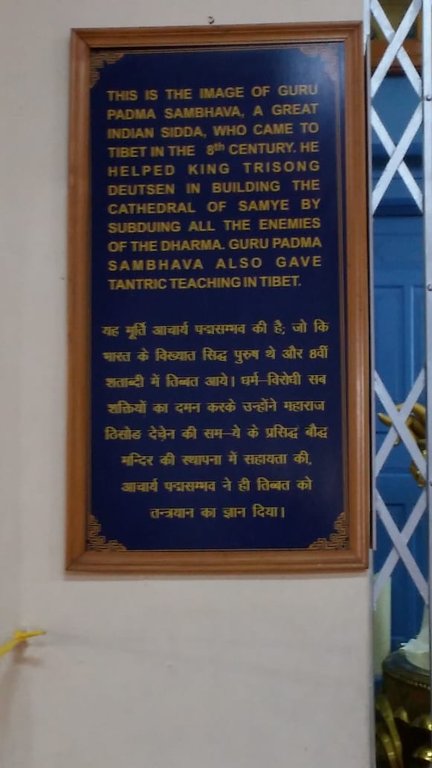 THIS IS THE IMAGE OF GURU
PADMA SAMBHAVA, A GREAT
INDIAN SIDDA, WHO CAME TO
TIBET IN THE 8th CENTURY. HE
HELPED KING TRISONG
DEUTSEN IN BUILDING THE
CATHEDRAL OF SAMYE BY
SUBDUING ALL THE ENEMIES
OF THE DHARMA. GURU PADMA
SAMBHAVA ALSO GAVE
TANTRIC TEACHING IN TIBET.
यह मूर्ति आचार्य पद्मसम्भव की है; जो कि
भारत के विख्यात सिद्ध पुरुष थे और 8वीं
शताब्दी में तिब्बत आये। धर्म–विरोधी सब
शक्तियों का दमन करके उन्होंने महाराज
ठिसोङ देचेन की सम–ये के प्रसिद्ध बौद्ध
मन्दिर की स्थापना में सहायता की,
आचार्य पद्मसम्भव ने ही तिब्बत को
तन्त्रयान का ज्ञान दिया।